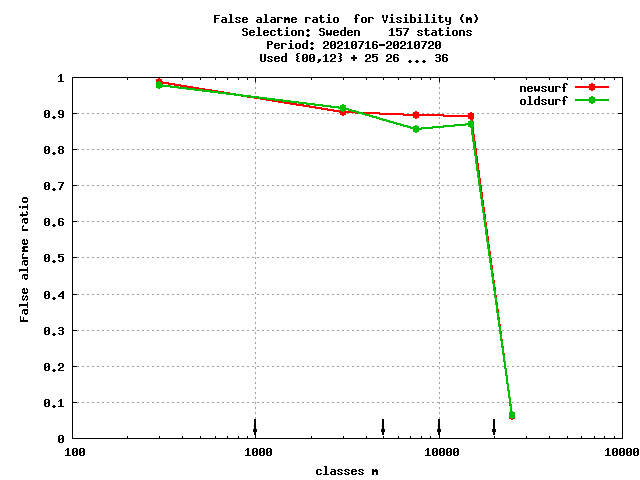 False alarme ratio  for Visibility (m)
Selection: Sweden    157 stations
Period: 20210716-20210720
Used {00,12} + 25 26 ... 36
newsurf
oldsurf
1
0.9
0.8
0.7
0.6
0.5
0.4
0.3
0.2
0.1
0
False alarme ratio
100
1000
10000
10000
classes m